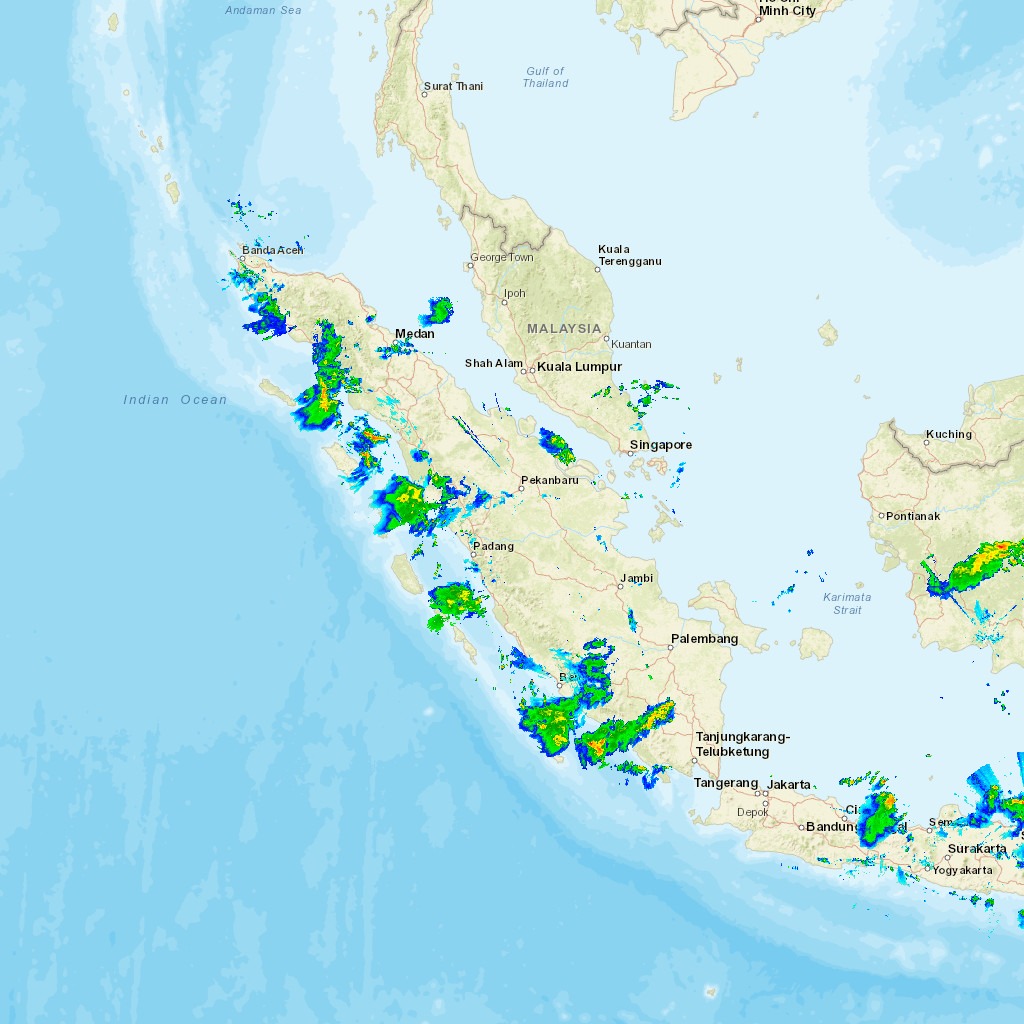 Andaman Sea
Minh City
Gulf of
Thailand
Surat Thani
Banda Aceh
George Town
Kuala
Terengganu
Ipoh
MALAYSIA
Medan
Kuantan
Shah Alam
Kuala Lumpur
Indian Ocean
Singapore
Kuching
Pekanbaru
Pontianak
Padang
Jambi
Karimata
Strait
Palembang
Tanjungkarang-
Telubketung
Tangerang
Jakarta
Depok
Bandung
Surakarta
Yogyakarta